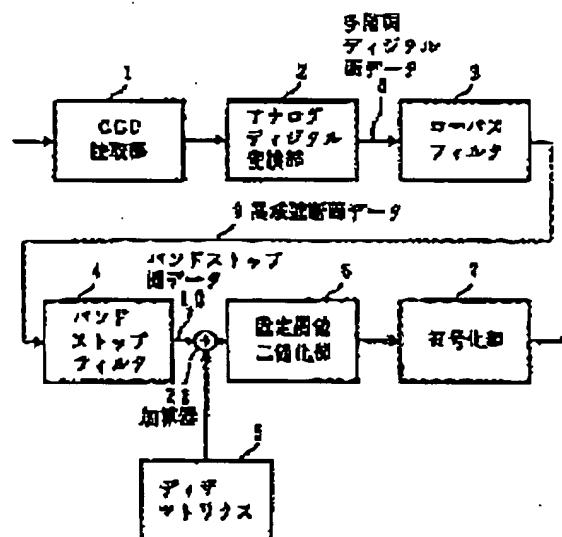 多階調
ディジタル
画データ
8
1
CCD
読取部
2
アナログ
ディジタル
変換部
3
ローパス
フィルタ
9 高域遮断画データ
バンドストップ
画データ
10
4
バンド
ストップ
フィルタ
加算器
6
固定閾値
二値化部
7
符号化部
5
ディザ
マトリクス